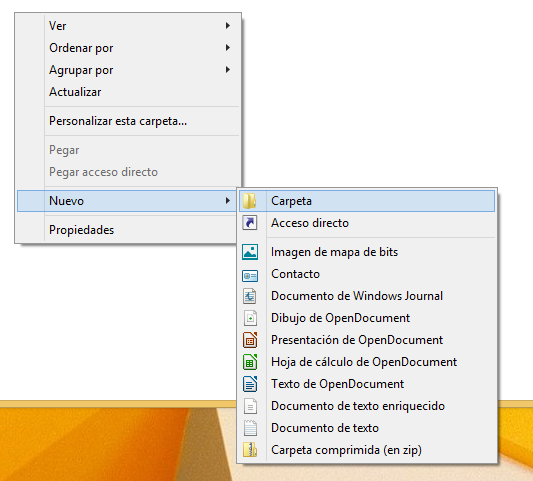 Ver
Ordenar por
Agrupar por
Actualizar
Personalizar esta carpeta...
Pegar
Pegar acceso directo
Nuevo
Propiedades
Carpeta
Acceso directo
Imagen de mapa de bits
Contacto
Documento de Windows Journal
Dibujo de OpenDocument
Presentación de OpenDocument
Hoja de cálculo de OpenDocument
Texto de OpenDocument
Documento de texto enriquecido
Documento de texto
Carpeta comprimida (en zip)